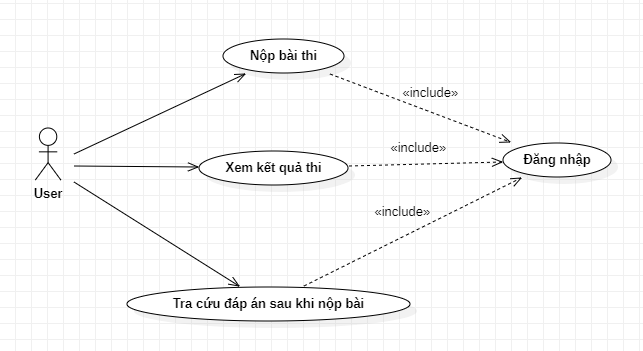 Nộp bài thi
«include»
«include»
Xem kết quả thi
Đăng nhập
User
«include»
Tra cứu đáp án sau khi nộp bài